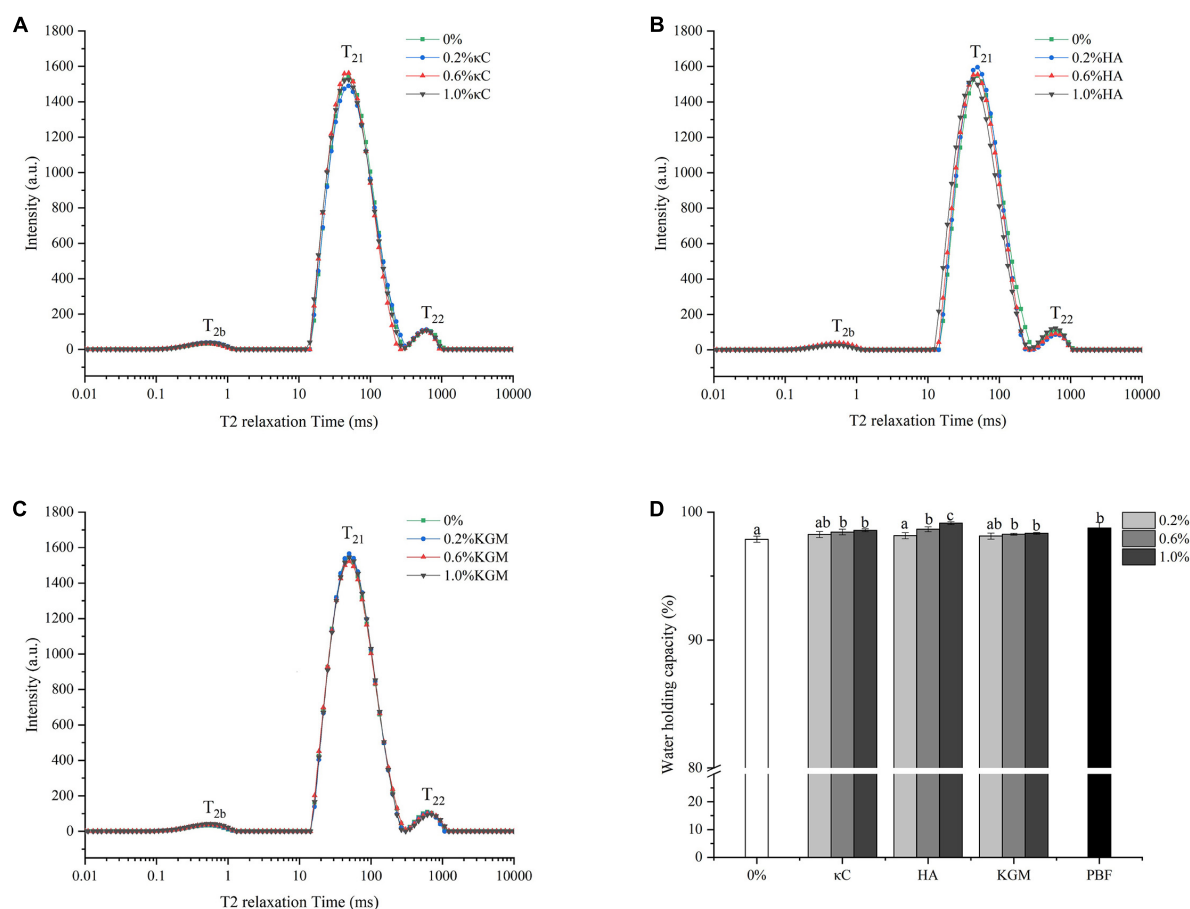 A
1800
1600
1400
1200
1000
800
600
400
200
0
Intensity (a.u.)
T21
T2b
T22
0%
0.2%κC
0.6%κC
1.0%κC
0.01 0.1 1 10 100 1000 10000
T2 relaxation Time (ms)
B
1800
1600
1400
1200
1000
800
600
400
200
0
Intensity (a.u.)
T21
T2b
T22
0%
0.2%HA
0.6%HA
1.0%HA
0.01 0.1 1 10 100 1000 10000
T2 relaxation Time (ms)
C
1800
1600
1400
1200
1000
800
600
400
200
0
Intensity (a.u.)
T21
T2b
T22
0%
0.2%KGM
0.6%KGM
1.0%KGM
0.01 0.1 1 10 100 1000 10000
T2 relaxation Time (ms)
D
100
90
80
20
10
0
Water holding capacity (%)
a ab b b a b c ab b b b
0.2%
0.6%
1.0%
0% κC HA KGM PBF